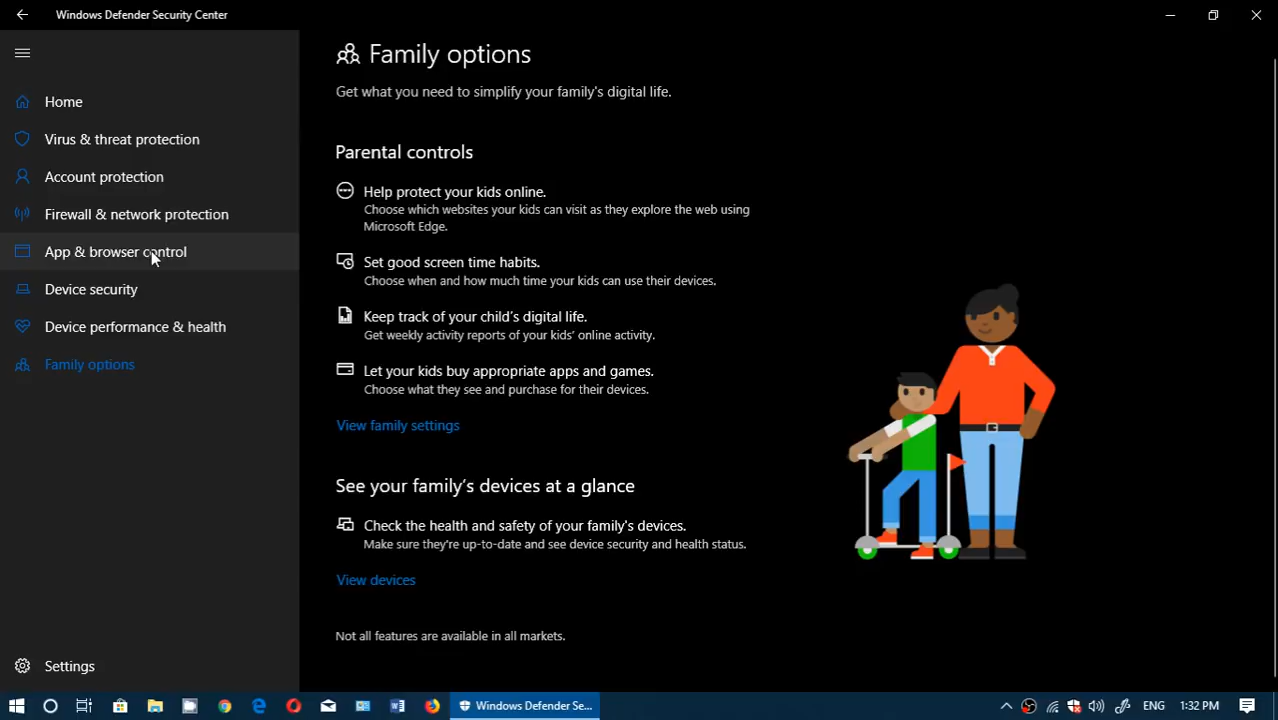 Windows Defender Security Center
Home
Virus & threat protection
Account protection
Firewall & network protection
App & browser control
Device security
Device performance & health
Family options
Settings
Family options
Get what you need to simplify your family's digital life.
Parental controls
Help protect your kids online.
Choose which websites your kids can visit as they explore the web using
Microsoft Edge.
Set good screen time habits.
Choose when and how much time your kids can use their devices.
Keep track of your child's digital life.
Get weekly activity reports of your kids' online activity.
Let your kids buy appropriate apps and games.
Choose what they see and purchase for their devices.
View family settings
See your family's devices at a glance
Check the health and safety of your family's devices.
Make sure they're up-to-date and see device security and health status.
View devices
Not all features are available in all markets.
Windows Defender Se...
ENG
1:32 PM